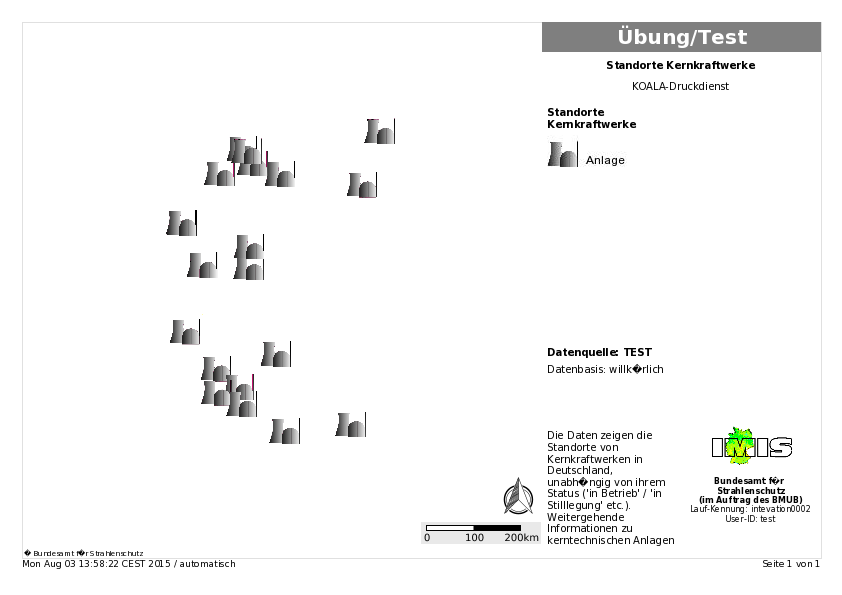 Übung/Test
Standorte Kernkraftwerke
KOALA-Druckdienst
Standorte
Kernkraftwerke
Anlage
Datenquelle: TEST
Datenbasis: willk�rlich
Die Daten zeigen die
Standorte von
Kernkraftwerken in
Deutschland,
unabh�ngig von ihrem
Status ('in Betrieb' / 'in
Stilllegung' etc.).
Weitergehende
Informationen zu
kerntechnischen Anlagen
IMIS
Bundesamt f�r
Strahlenschutz
(im Auftrag des BMUB)
Lauf-Kennung: intevation0002
User-ID: test
0 100 200km
� Bundesamt f�r Strahlenschutz
Mon Aug 03 13:58:22 CEST 2015 / automatisch
Seite 1 von 1